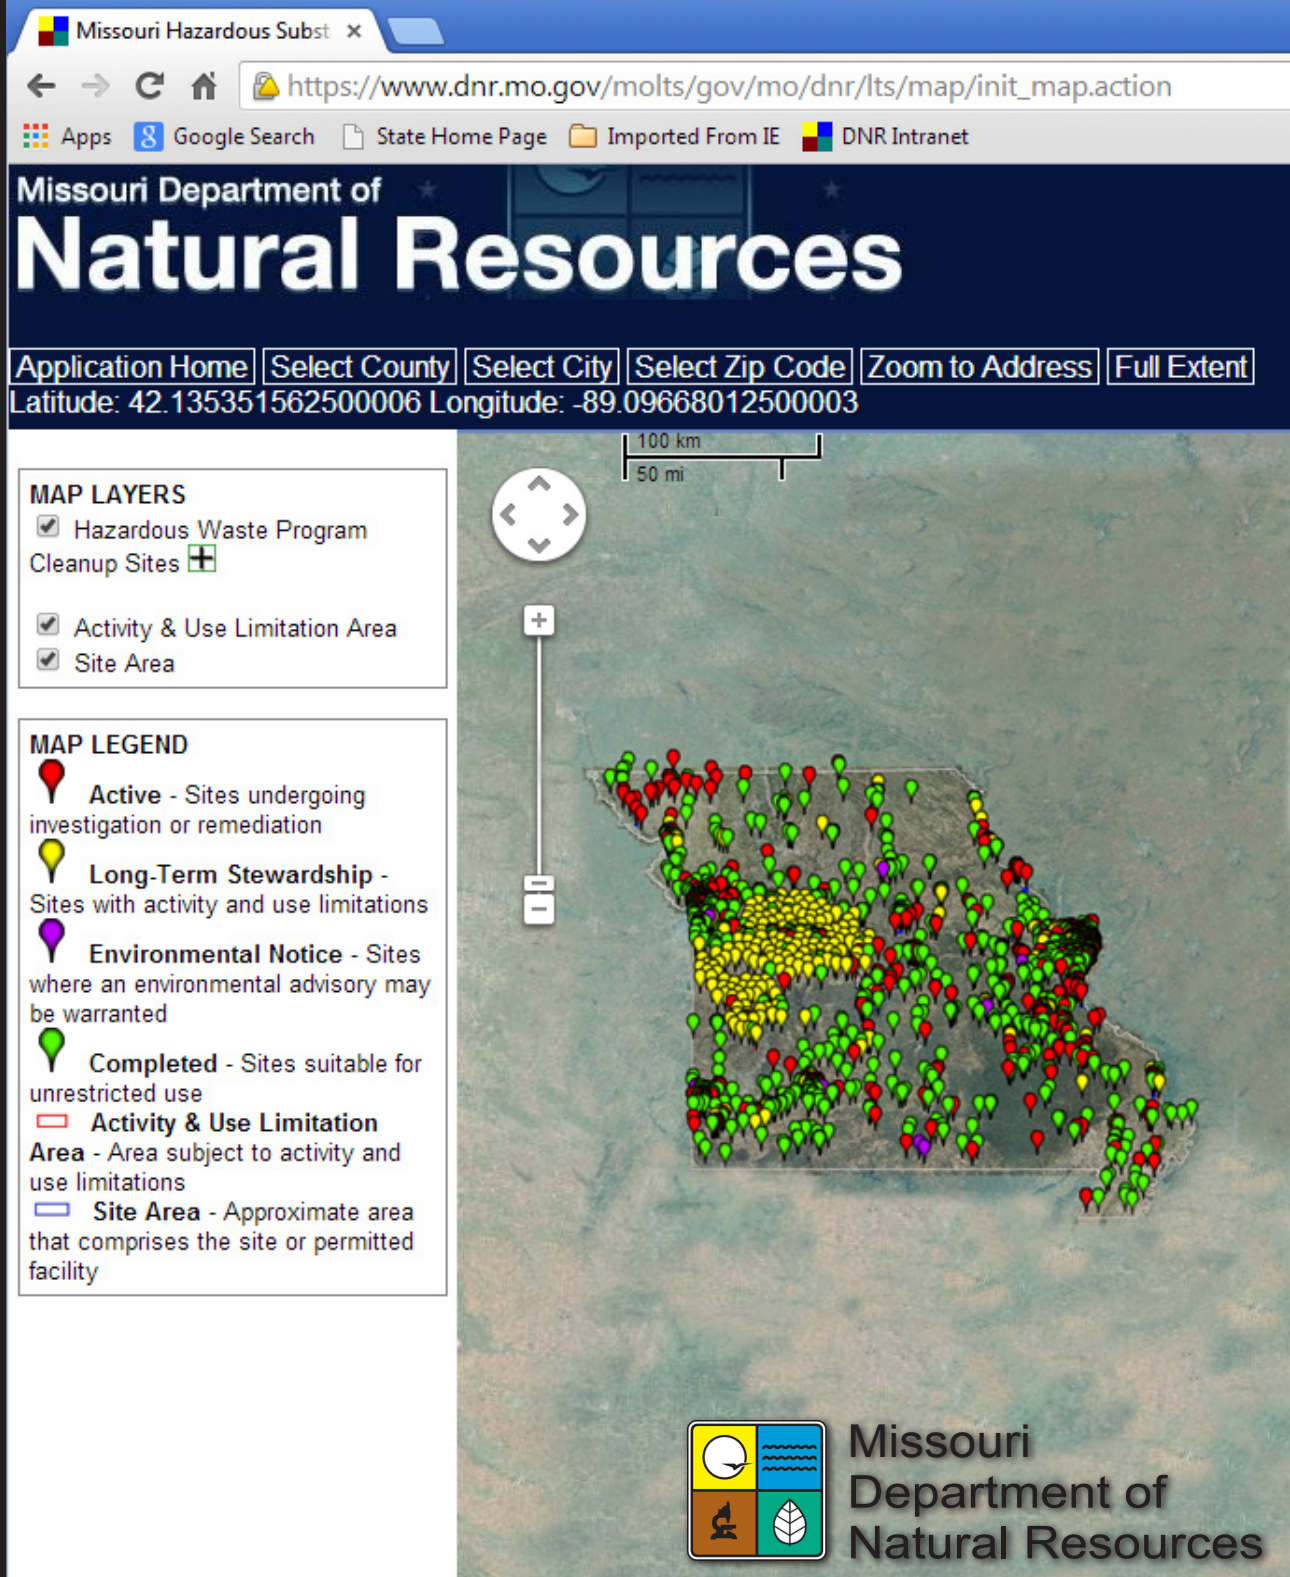 Missouri Hazardous Subst
https://www.dnr.mo.gov/molts/gov/mo/dnr/lts/map/init_map.action
Apps Google Search State Home Page Imported From IE DNR Intranet
Missouri Department of
Natural Resources
Application Home Select County Select City Select Zip Code Zoom to Address Full Extent
Latitude: 42.135351562500006 Longitude: -89.09668012500003
100 km
50 mi
MAP LAYERS
Hazardous Waste Program
Cleanup Sites
Activity & Use Limitation Area
Site Area
MAP LEGEND
Active - Sites undergoing
investigation or remediation
Long-Term Stewardship -
Sites with activity and use limitations
Environmental Notice - Sites
where an environmental advisory may
be warranted
Completed - Sites suitable for
unrestricted use
Activity & Use Limitation
Area - Area subject to activity and
use limitations
Site Area - Approximate area
that comprises the site or permitted
facility
Missouri
Department of
Natural Resources